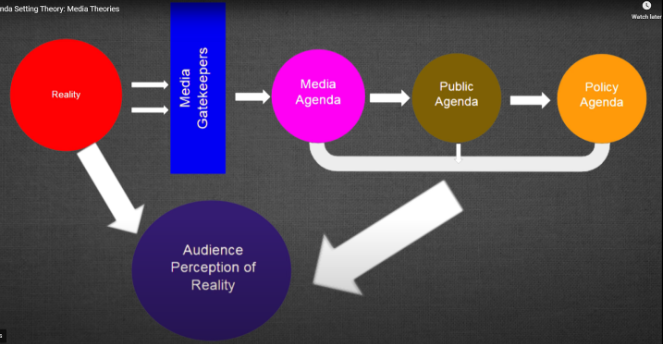 nda Setting Theory: Media Theories
Watch later
Reality
Media
Gatekeepers
Media
Agenda
Public
Agenda
Policy
Agenda
Audience
Perception of
Reality